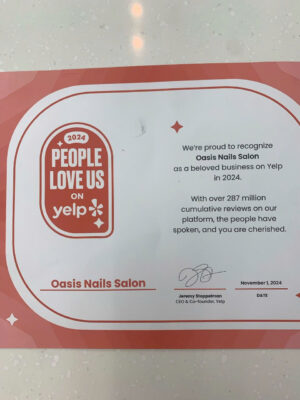 2024
PEOPLE
LOVE US
ON
yelp
Oasis Nails Salon
We're proud to recognize
Oasis Nails Salon
as a beloved business on Yelp
in 2024.
With over 287 million
cumulative reviews on our
platform, the people have
spoken, and you are cherished.
Jeremy Stoppelman
CEO & Co-founder, Yelp
November 1, 2024
DATE